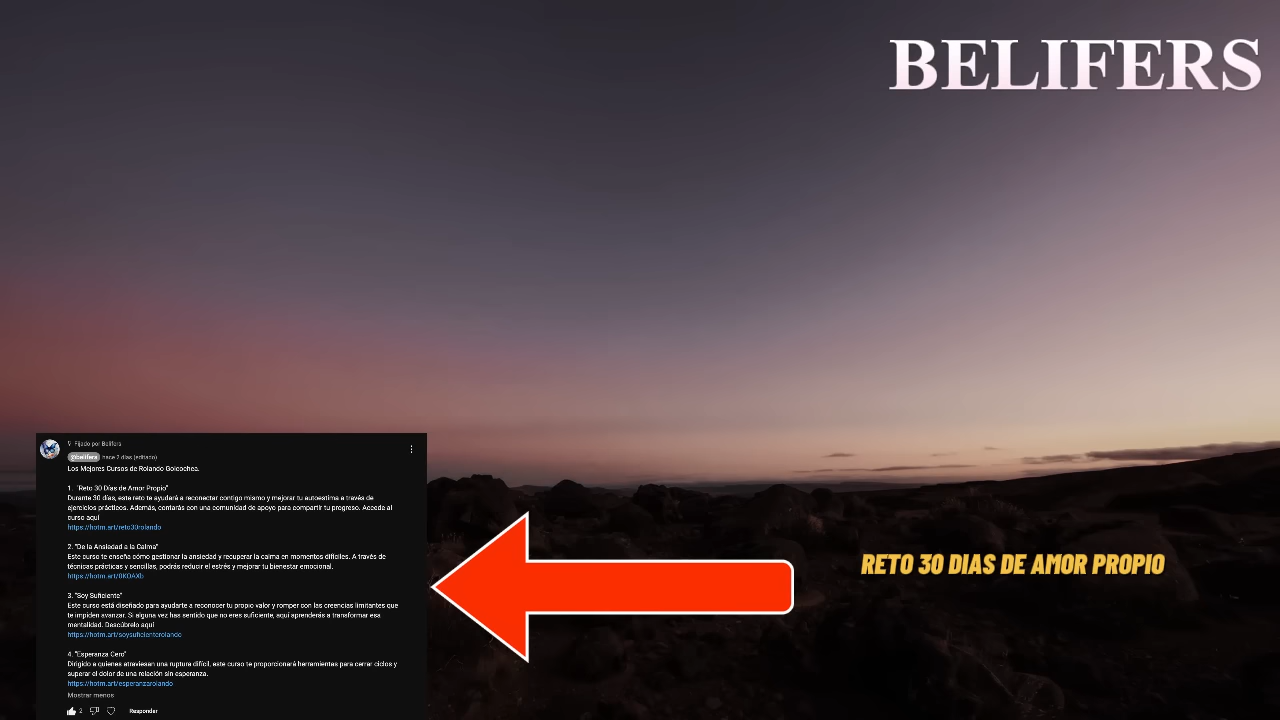 BELIFERS
Fijado por Belifers
@belifers hace 2 días (editado)
Los Mejores Cursos de Rolando Goicochea.
1. "Reto 30 Días de Amor Propio"
Durante 30 días, este reto te ayudará a reconectar contigo mismo y mejorar tu autoestima a través de
ejercicios prácticos. Además, contarás con una comunidad de apoyo para compartir tu progreso. Accede al
curso aquí
https://hotm.art/reto30rolando
2. "De la Ansiedad a la Calma"
Este curso te enseña cómo gestionar la ansiedad y recuperar la calma en momentos difíciles. A través de
técnicas prácticas y sencillas, podrás reducir el estrés y mejorar tu bienestar emocional.
https://hotm.art/0KOAXb
3. "Soy Suficiente"
Este curso está diseñado para ayudarte a reconocer tu propio valor y romper con las creencias limitantes que
te impiden avanzar. Si alguna vez has sentido que no eres suficiente, aquí aprenderás a transformar esa
mentalidad. Descúbrelo aquí
https://hotm.art/soysuficienterolando
4. "Esperanza Cero"
Dirigido a quienes atraviesan una ruptura difícil, este curso te proporcionará herramientas para cerrar ciclos y
superar el dolor de una relación sin esperanza.
https://hotm.art/esperanzarolando
Mostrar menos
2 Responder
RETO 30 DIAS DE AMOR PROPIO